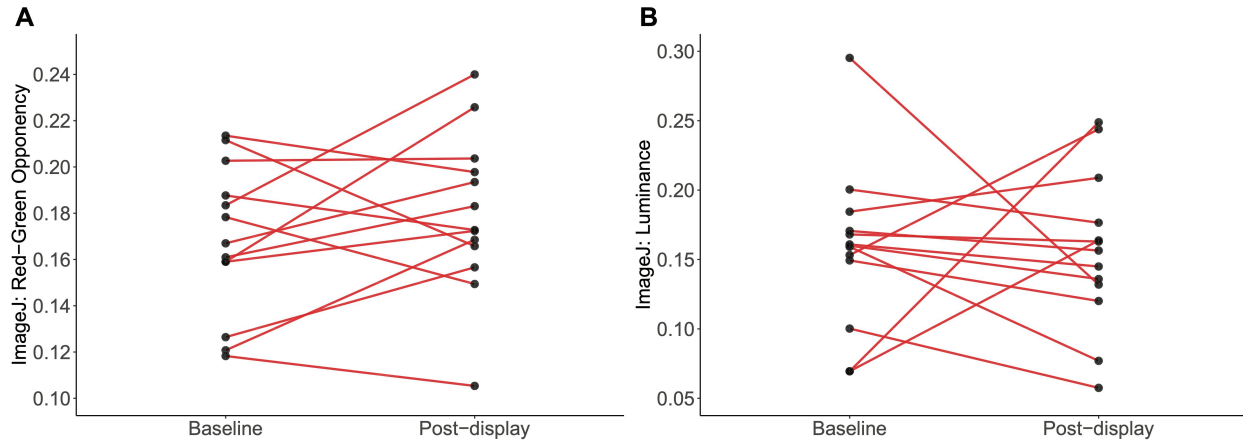 A
ImageJ: Red−Green Opponency
0.24
0.22
0.20
0.18
0.16
0.14
0.12
0.10
Baseline
Post−display
B
ImageJ: Luminance
0.30
0.25
0.20
0.15
0.10
0.05
Baseline
Post−display